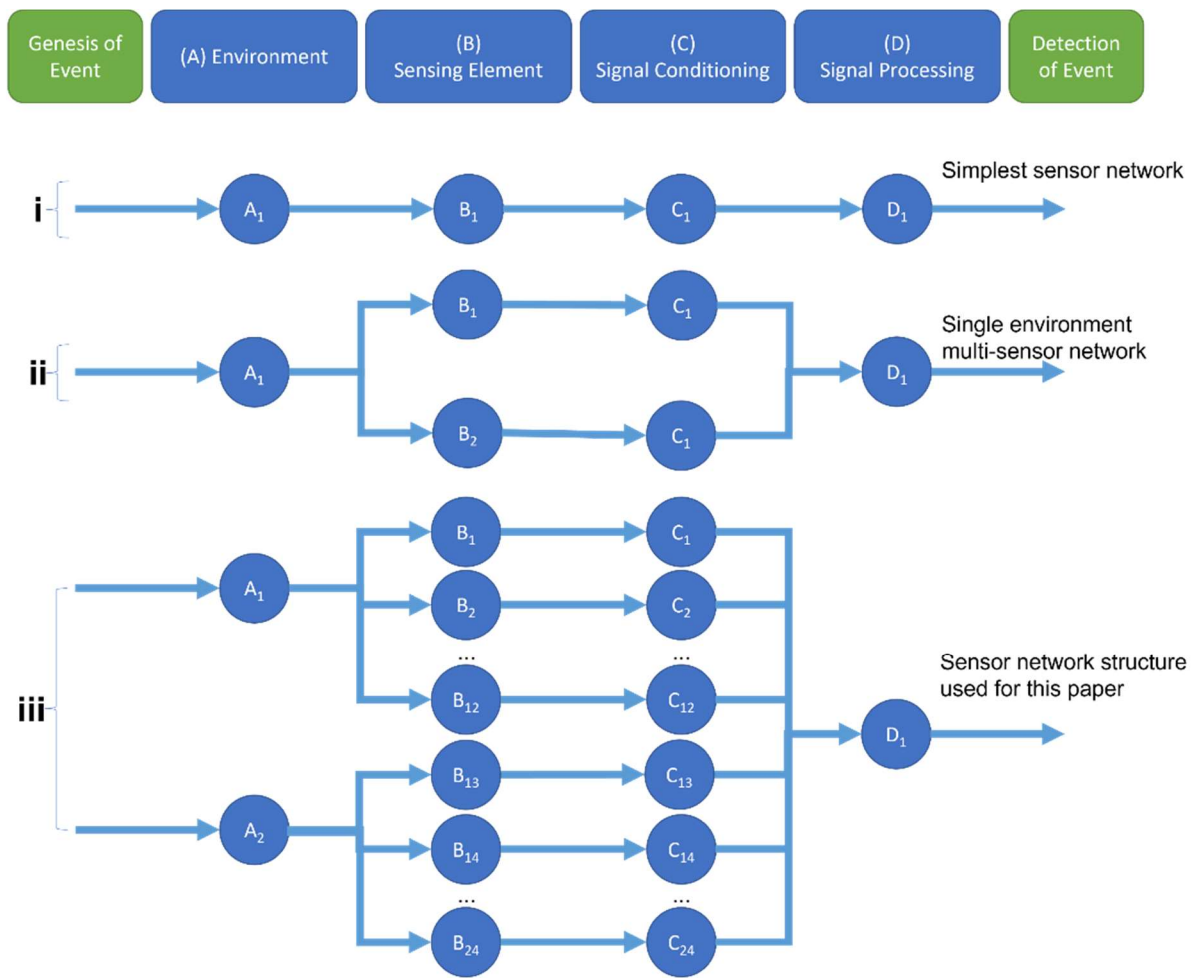 Genesis of
Event
(A) Environment
(B)
Sensing Element
(C)
Signal Conditioning
(D)
Signal Processing
Detection
of Event
i
A₁
B₁
C₁
D₁
Simplest sensor network
ii
A₁
B₁
C₁
B₂
C₁
D₁
Single environment
multi-sensor network
iii
A₁
B₁
C₁
B₂
C₂
... ...
B₁₂
C₁₂
A₂
B₁₃
C₁₃
B₁₄
C₁₄
... ...
B₂₄
C₂₄
D₁
Sensor network structure
used for this paper